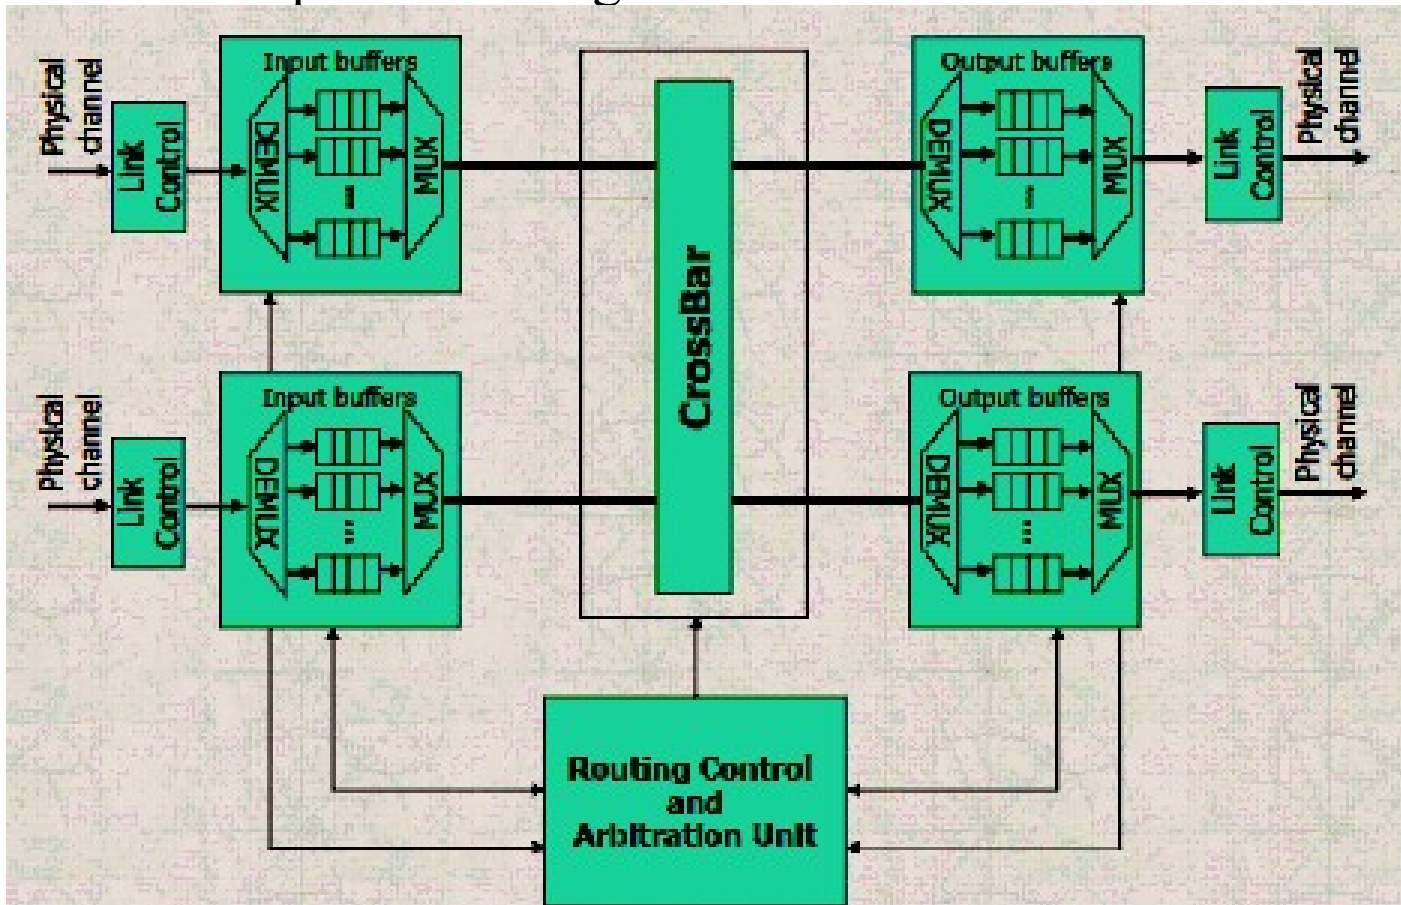 Input buffers
Output buffers
Physical
channel
Link
Control
DEMUX
...
MUX
DEMUX
...
MUX
Link
Control
Physical
channel
CrossBar
Input buffers
Output buffers
Physical
channel
Link
Control
DEMUX
...
MUX
DEMUX
...
MUX
Link
Control
Physical
channel
Routing Control
and
Arbitration Unit